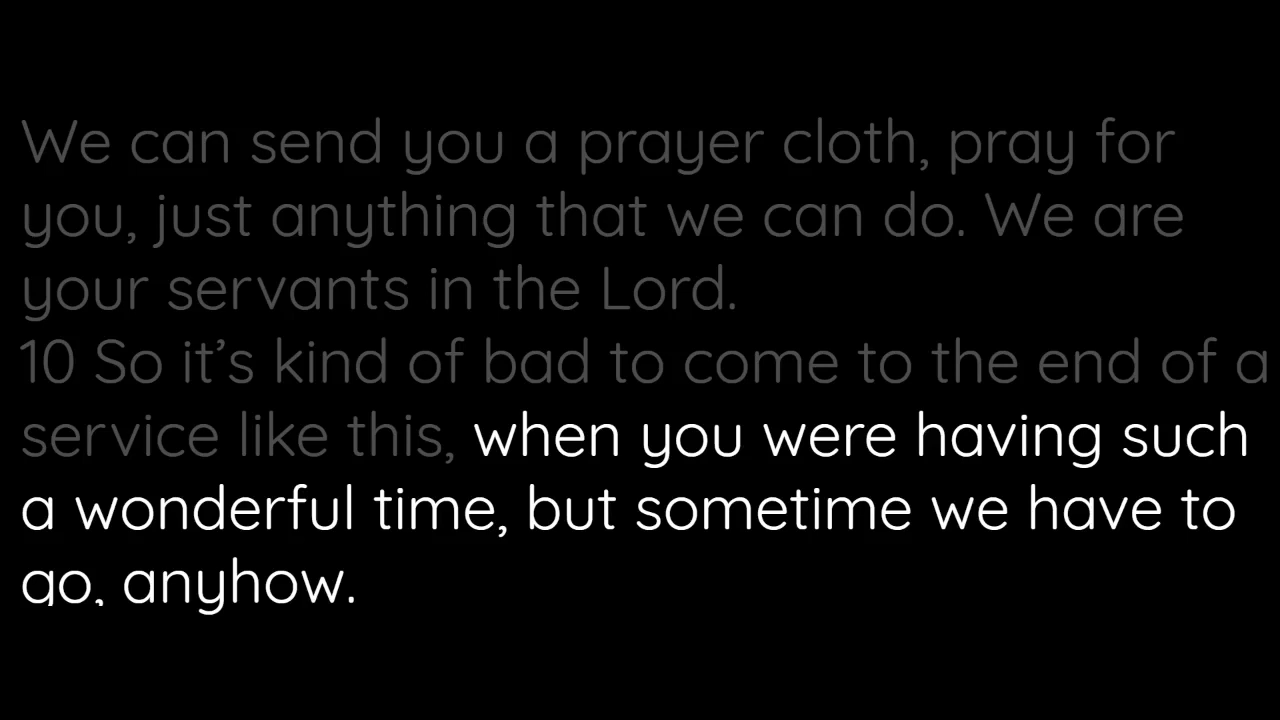 We can send you a prayer cloth, pray for
you, just anything that we can do. We are
your servants in the Lord.
10 So it’s kind of bad to come to the end of a
service like this, when you were having such
a wonderful time, but sometime we have to
go, anyhow.